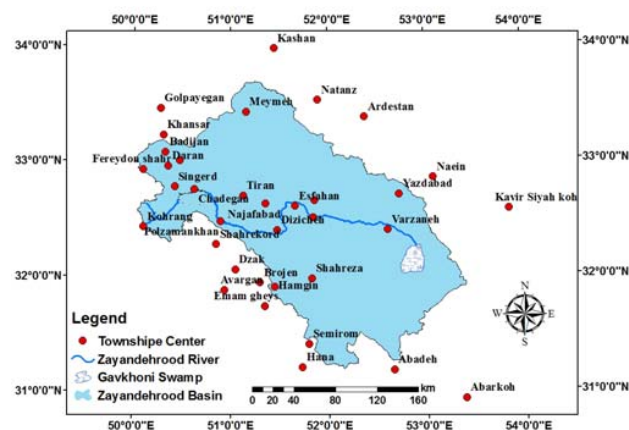 50°0'0"N 51°0'0"N 52°0'0"N 53°0'0"N 54°0'0"N
34°0'0"N 34°0'0"N
33°0'0"N 33°0'0"N
32°0'0"N 32°0'0"N
31°0'0"N 31°0'0"N
50°0'0"N 51°0'0"N 52°0'0"N 53°0'0"N 54°0'0"N
Kashan
Natanz
Ardestan
Golpayegan
Meymeh
Khansar
Badijan
Daran
Fereydon shahr
Singerd
Chadegan
Tiran
Esfahan
Yazdabad
Naein
Kavir Siyah koh
Kohrang
Polzamankhan
Najafabad
Dizicheh
Varzaneh
Shahrekord
Dzak
Avargan
Brojen
Shahreza
Hamgin
Emam gheys
Semirom
Hana
Abadeh
Abarkoh
Legend
Townshipe Center
Zayandehrood River
Gavkhoni Swamp
Zayandehrood Basin
N
W E
S
0 20 40 80 120 160
km